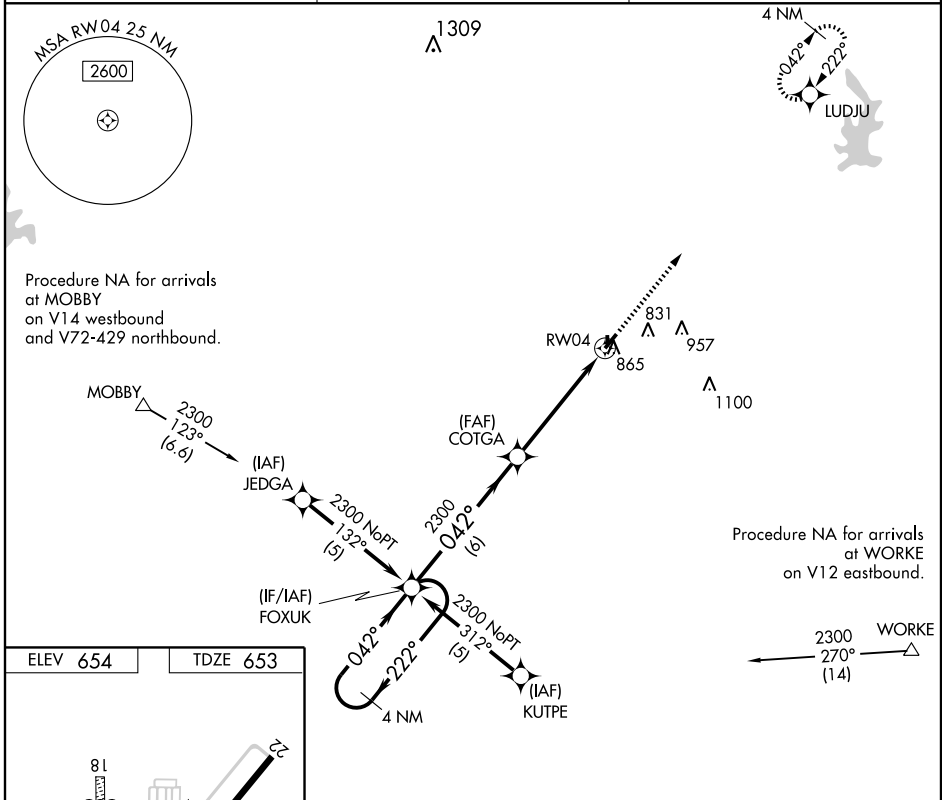 MSA RW04 25 NM
2600
1309
4 NM
042°
222°
LUDJU
Procedure NA for arrivals
at MOBBY
on V14 westbound
and V72-429 northbound.
RW04
831
957
865
1100
MOBBY
2300
123°
(6.6)
(IAF)
JEDGA
2300 NoPT
132°
(5)
(FAF)
COTGA
2300
042°
(6)
Procedure NA for arrivals
at WORKE
on V12 eastbound.
(IF/IAF)
FOXUK
2300 NoPT
312°
(5)
042°
222°
4 NM
(IAF)
KUTPE
WORKE
2300
270°
(14)
ELEV 654
TDZE 653
18
22